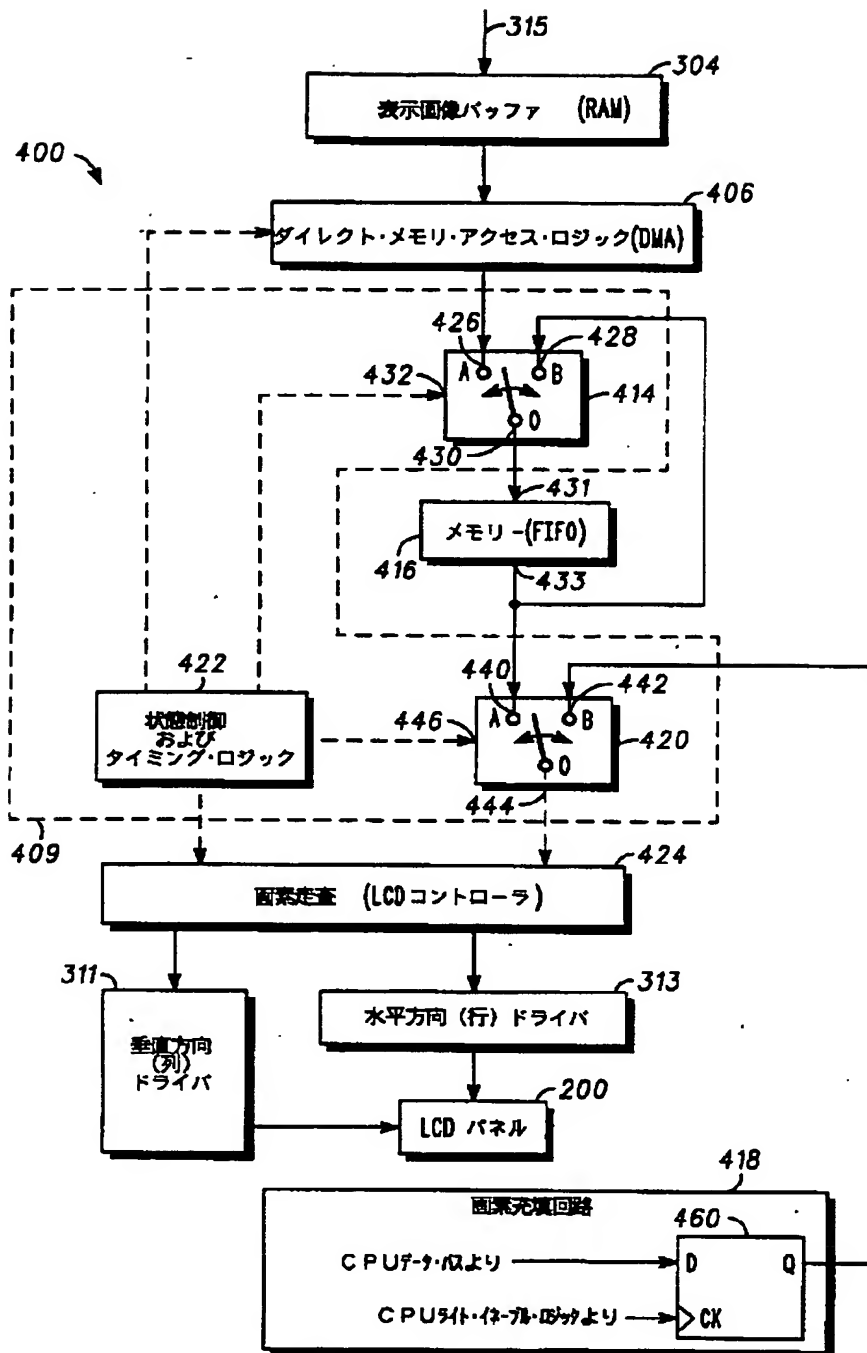 315
304
表示画像バッファ (RAM)
400
406
ダイレクト・メモリ・アクセス・ロジック(DMA)
426
428
432
A
B
414
O
430
431
メモリー(FIFO)
416
433
422
440
442
状態制御
および
タイミング・ロジック
446
A
B
420
O
444
409
424
画素走査 (LCDコントローラ)
311
313
垂直方向
(列)
ドライバ
水平方向 (行) ドライバ
200
LCD パネル
418
画素充填回路
460
CPUデータ・バスより
D
Q
CPUライト・イネーブル・ロジックより
CK